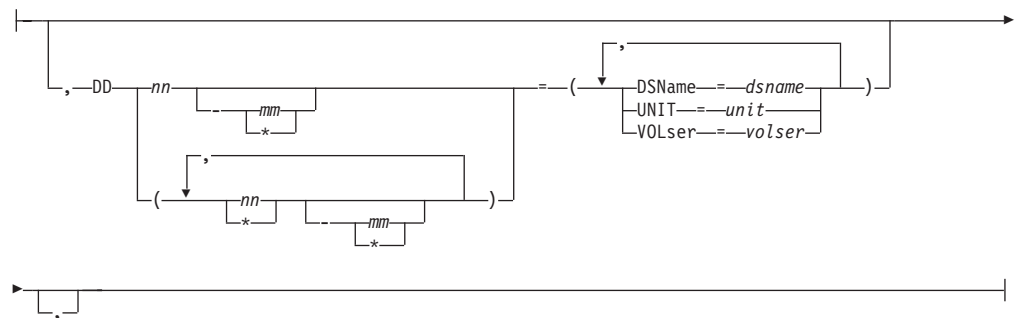 ,
, DD nn = ( DSName = dsname )
- mm UNIT = unit
* VOLser = volser
,
( nn )
* - mm
*
,